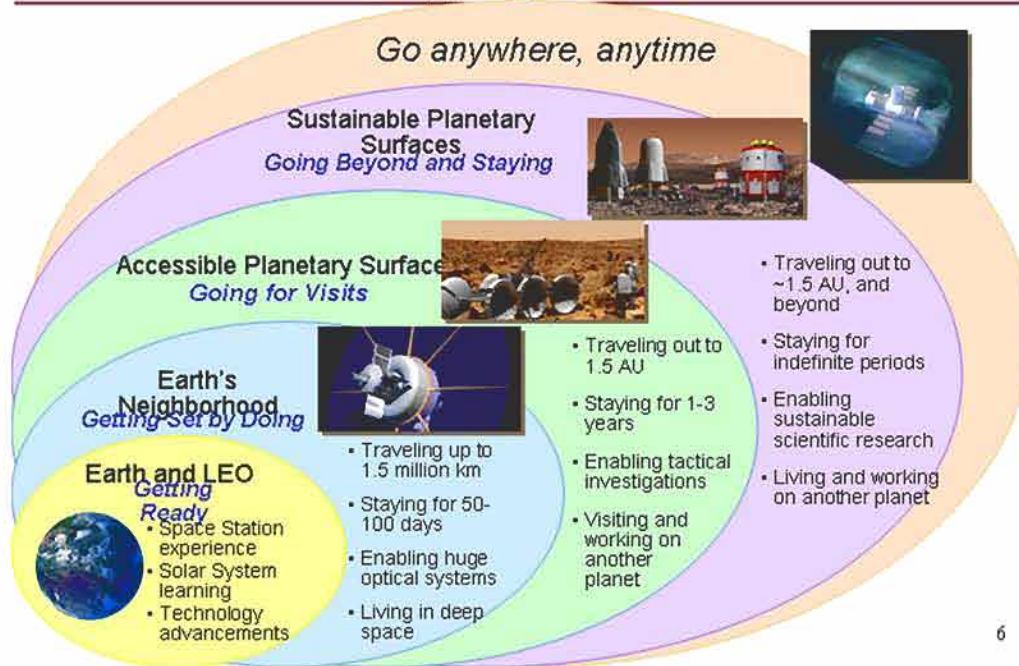 Go anywhere, anytime
Sustainable Planetary
Surfaces
Going Beyond and Staying
Accessible Planetary Surface
Going for Visits
Earth's
Neighborhood
Getting Set by Doing
Earth and LEO
Getting
Ready
• Space Station
experience
• Solar System
learning
• Technology
advancements
• Traveling up to
1.5 million km
• Staying for 50-
100 days
• Enabling huge
optical systems
• Living in deep
space
• Traveling out to
1.5 AU
• Staying for 1-3
years
• Enabling tactical
investigations
• Visiting and
working on
another
planet
• Traveling out to
~1.5 AU, and
beyond
• Staying for
indefinite periods
• Enabling
sustainable
scientific research
• Living and working
on another planet
6